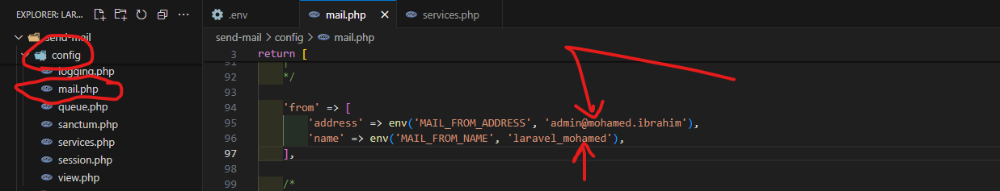 EXPLORER: LAR...
.env
mail.php
services.php
send-mail
config
logging.php
mail.php
queue.php
sanctum.php
services.php
session.php
view.php
send-mail > config > mail.php
3 return [
91 |
92 */
93
94 'from' => [
95 'address' => env('MAIL_FROM_ADDRESS', 'admin@mohamed.ibrahim'),
96 'name' => env('MAIL_FROM_NAME', 'laravel_mohamed'),
97 ],
98
99 /*